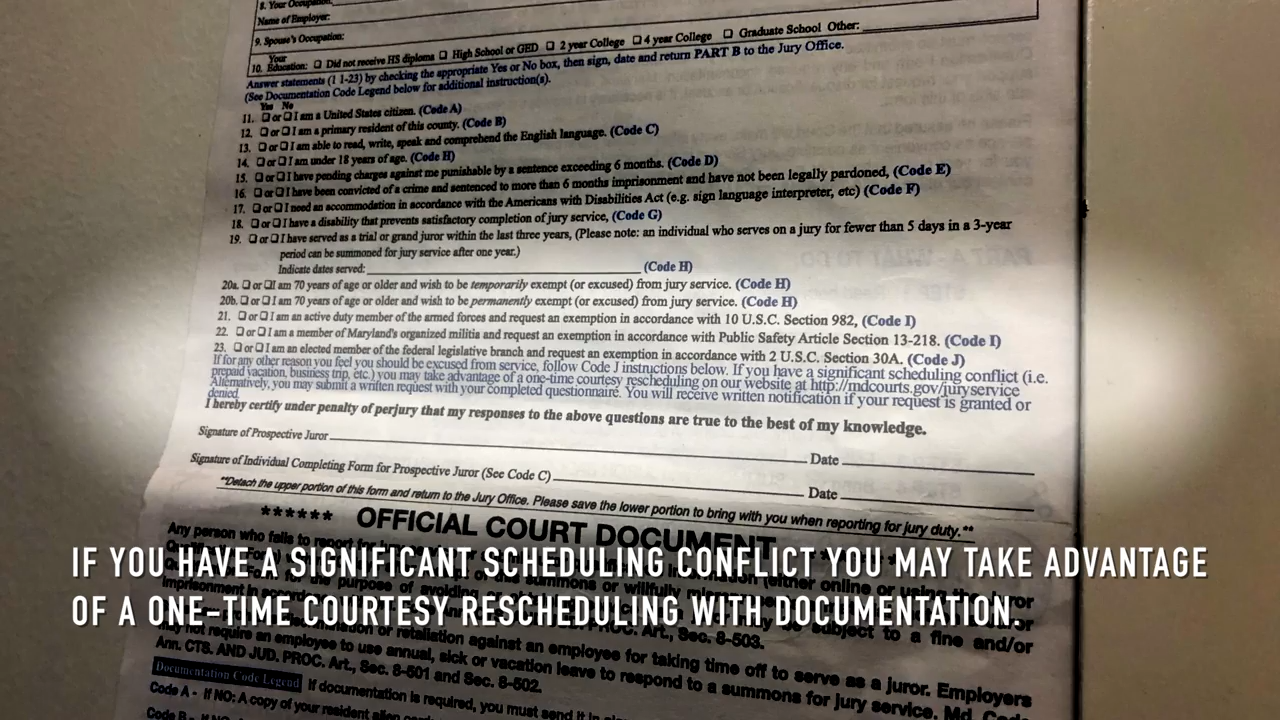 8. Your Occupation:
Name of Employer:
9. Spouse's Occupation:
10. Your Education: ☐ Did not receive HS diploma ☐ High School or GED ☐ 2 year College ☐ 4 year College ☐ Graduate School Other:
Answer statements (11-23) by checking the appropriate Yes or No box, then sign, date and return PART B to the Jury Office.
(See Documentation Code Legend below for additional instruction(s).
Yes No
11. ☐ or ☐ I am a United States citizen. (Code A)
12. ☐ or ☐ I am a primary resident of this county. (Code B)
13. ☐ or ☐ I am able to read, write, speak and comprehend the English language. (Code C)
14. ☐ or ☐ I am under 18 years of age. (Code H)
15. ☐ or ☐ I have pending charges against me punishable by a sentence exceeding 6 months. (Code D)
16. ☐ or ☐ I have been convicted of a crime and sentenced to more than 6 months imprisonment and have not been legally pardoned, (Code E)
17. ☐ or ☐ I need an accommodation in accordance with the Americans with Disabilities Act (e.g. sign language interpreter, etc) (Code F)
18. ☐ or ☐ I have a disability that prevents satisfactory completion of jury service, (Code G)
19. ☐ or ☐ I have served as a trial or grand juror within the last three years, (Please note: an individual who serves on a jury for fewer than 5 days in a 3-year
period can be summoned for jury service after one year.)
Indicate dates served: (Code H)
20a. ☐ or ☐ I am 70 years of age or older and wish to be temporarily exempt (or excused) from jury service. (Code H)
20b. ☐ or ☐ I am 70 years of age or older and wish to be permanently exempt (or excused) from jury service. (Code H)
21. ☐ or ☐ I am an active duty member of the armed forces and request an exemption in accordance with 10 U.S.C. Section 982, (Code I)
22. ☐ or ☐ I am a member of Maryland's organized militia and request an exemption in accordance with Public Safety Article Section 13-218. (Code I)
23. ☐ or ☐ I am an elected member of the federal legislative branch and request an exemption in accordance with 2 U.S.C. Section 30A. (Code J)
If for any other reason you feel you should be excused from service, follow Code J instructions below. If you have a significant scheduling conflict (i.e.
prepaid vacation, business trip, etc.) you may take advantage of a one-time courtesy rescheduling on our website at http://mdcourts.gov/juryservice
Alternatively, you may submit a written request with your completed questionnaire. You will receive written notification if your request is granted or
denied.
I hereby certify under penalty of perjury that my responses to the above questions are true to the best of my knowledge.
Signature of Prospective Juror Date
Signature of Individual Completing Form for Prospective Juror (See Code C) Date
**Detach the upper portion of this form and return to the Jury Office. Please save the lower portion to bring with you when reporting for jury duty.**
****** OFFICIAL COURT DOCUMENT
Any person who fails to report for
IF YOU HAVE A SIGNIFICANT SCHEDULING CONFLICT YOU MAY TAKE ADVANTAGE
OF A ONE-TIME COURTESY RESCHEDULING WITH DOCUMENTATION.
subject to a fine and/or
or retaliation against an employee for taking time off to serve as a juror. Employers
may not require an employee to use annual, sick or vacation leave to respond to a summons for jury service. Md. Code
Ann. CTS. AND JUD. PROC. Art., Sec. 8-501 and Sec. 8-502.
Documentation Code Legend If documentation is required, you must send it in
Code A - If NO: A copy of your resident alien
Code B - If NO